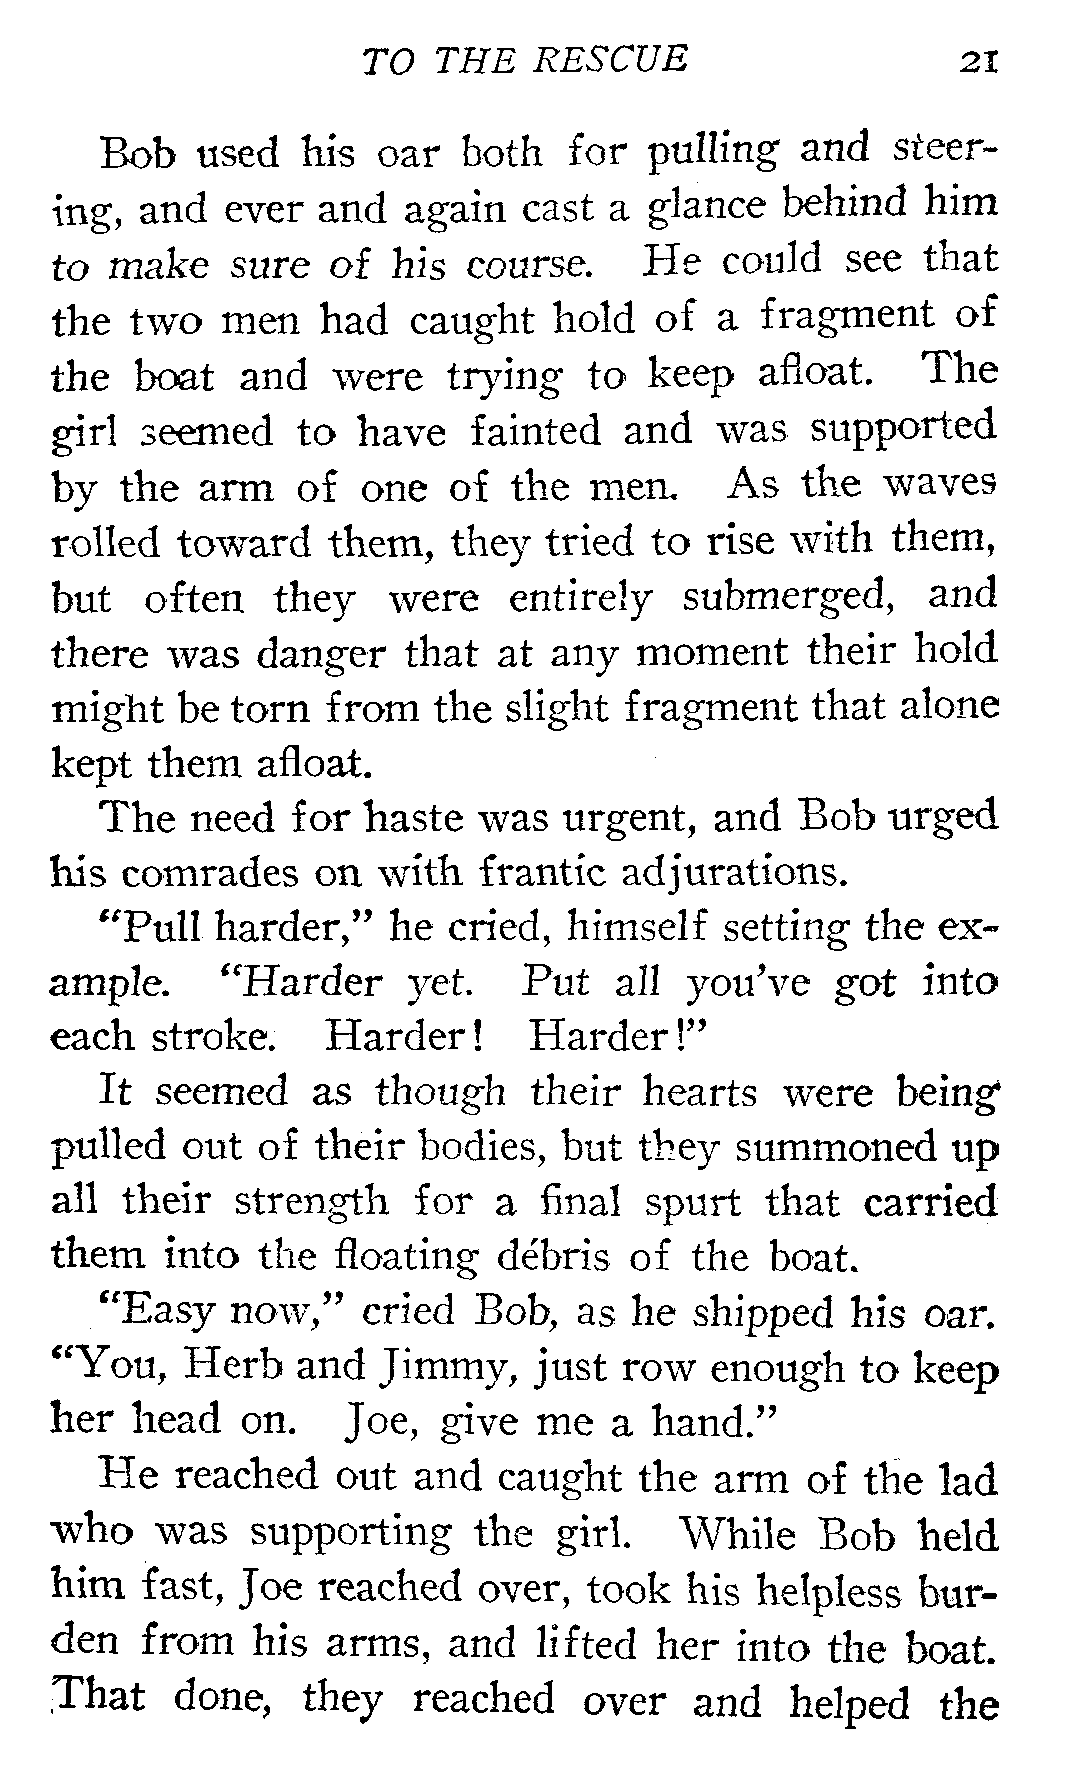 TO THE RESCUE 21
Bob used his oar both for pulling and steer-
ing, and ever and again cast a glance behind him
to make sure of his course. He could see that
the two men had caught hold of a fragment of
the boat and were trying to keep afloat. The
girl seemed to have fainted and was supported
by the arm of one of the men. As the waves
rolled toward them, they tried to rise with them,
but often they were entirely submerged, and
there was danger that at any moment their hold
might be torn from the slight fragment that alone
kept them afloat.
The need for haste was urgent, and Bob urged
his comrades on with frantic adjurations.
“Pull harder,” he cried, himself setting the ex-
ample. “Harder yet. Put all you’ve got into
each stroke. Harder! Harder!”
It seemed as though their hearts were being
pulled out of their bodies, but they summoned up
all their strength for a final spurt that carried
them into the floating débris of the boat.
“Easy now,” cried Bob, as he shipped his oar.
“You, Herb and Jimmy, just row enough to keep
her head on. Joe, give me a hand.”
He reached out and caught the arm of the lad
who was supporting the girl. While Bob held
him fast, Joe reached over, took his helpless bur-
den from his arms, and lifted her into the boat.
That done, they reached over and helped the